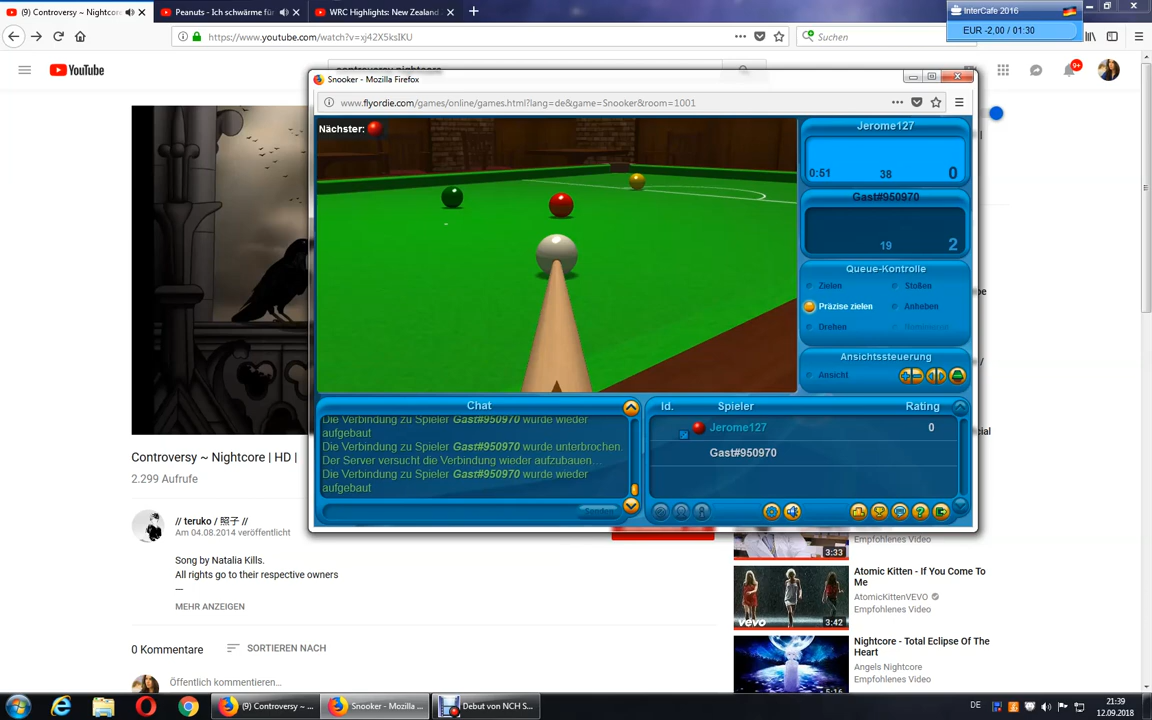 (9) Controversy ~ Nightcore
Peanuts - Ich schwärme für
WRC Highlights: New Zealand
InterCafe 2016
EUR -2,00 / 01:30
https://www.youtube.com/watch?v=xj42X5ksIKU
Suchen
YouTube
9+
Snooker - Mozilla Firefox
www.flyordie.com/games/online/games.html?lang=de&game=Snooker&room=1001
Nächster:
Jerome127
0:51
38
0
Gast#950970
19
2
Queue-Kontrolle
Zielen
Stoßen
Präzise zielen
Anheben
Drehen
Ansichtssteuerung
Ansicht
Chat
Die Verbindung zu Spieler Gast#950970 wurde wieder
aufgebaut
Die Verbindung zu Spieler Gast#950970 wurde unterbrochen.
Der Server versucht die Verbindung wieder aufzubauen...
Die Verbindung zu Spieler Gast#950970 wurde wieder
aufgebaut
Id.
Spieler
Rating
Jerome127
0
Gast#950970
Controversy ~ Nightcore | HD |
2.299 Aufrufe
// teruko / 照子 //
Am 04.08.2014 veröffentlicht
Song by Natalia Kills.
All rights go to their respective owners
---
MEHR ANZEIGEN
0 Kommentare
SORTIEREN NACH
Öffentlich kommentieren...
3:33
Empfohlenes Video
Atomic Kitten - If You Come To
Me
AtomicKittenVEVO
Empfohlenes Video
vevo
3:42
Nightcore - Total Eclipse Of The
Heart
Angels Nightcore
Empfohlenes Video
5:16
(9) Controversy ~ ...
Snooker - Mozilla ...
Debut von NCH S...
DE
21:39
12.09.2018